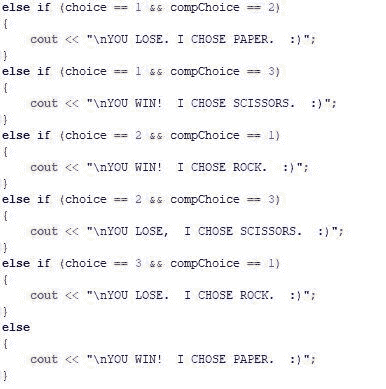 else if (choice == 1 && compChoice == 2)
{
cout << "\nYOU LOSE. I CHOSE PAPER.  :)";
}
else if (choice == 1 && compChoice == 3)
{
cout << "\nYOU WIN!  I CHOSE SCISSORS.  :)";
}
else if (choice == 2 && compChoice == 1)
{
cout << "\nYOU WIN!  I CHOSE ROCK.  :)";
}
else if (choice == 2 && compChoice == 3)
{
cout << "\nYOU LOSE,  I CHOSE SCISSORS.  :)";
}
else if (choice == 3 && compChoice == 1)
{
cout << "\nYOU LOSE.  I CHOSE ROCK.  :)";
}
else
{
cout << "\nYOU WIN!  I CHOSE PAPER.  :)";
}